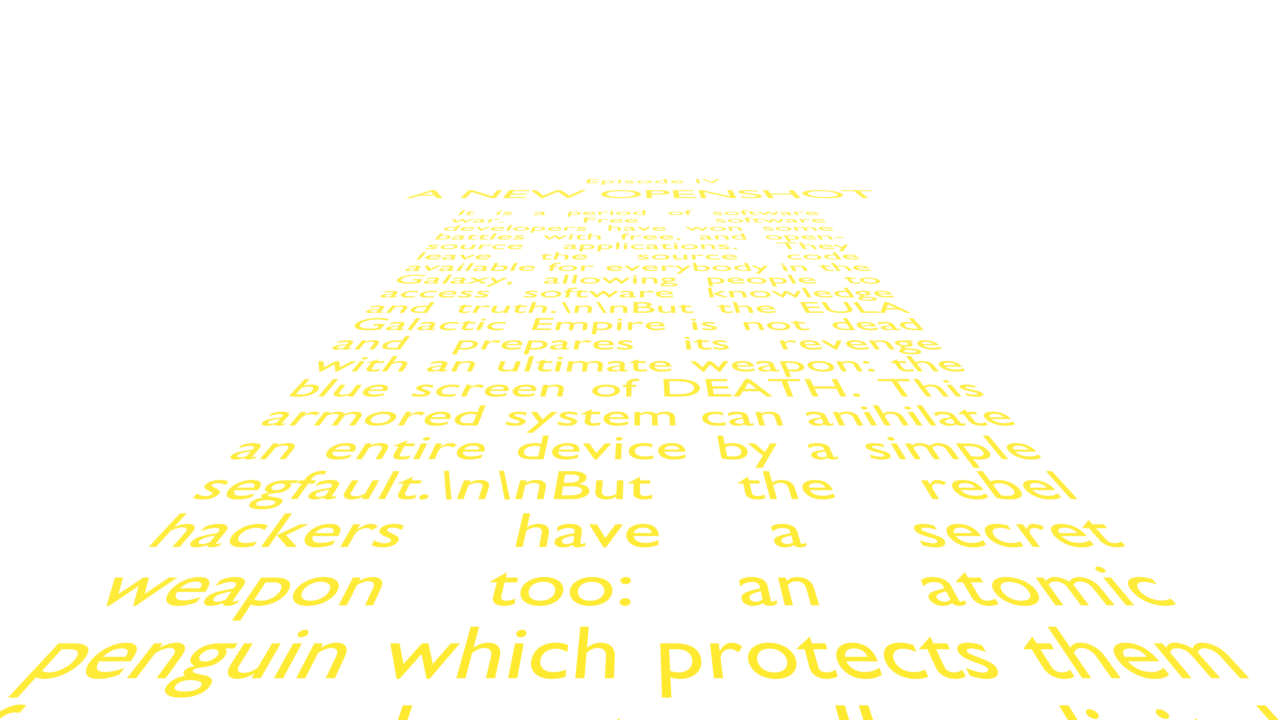 Episode IV
A NEW OPENSHOT
It is a period of software
war. Free software
developers have won some
battles with free, and open-
source applications. They
leave the source code
available for everybody in the
Galaxy, allowing people to
access software knowledge
and truth.\n\nBut the EULA
Galactic Empire is not dead
and prepares its revenge
with an ultimate weapon: the
blue screen of DEATH. This
armored system can anihilate
an entire device by a simple
segfault.\n\nBut the rebel
hackers have a secret
weapon too: an atomic
penguin which protects them